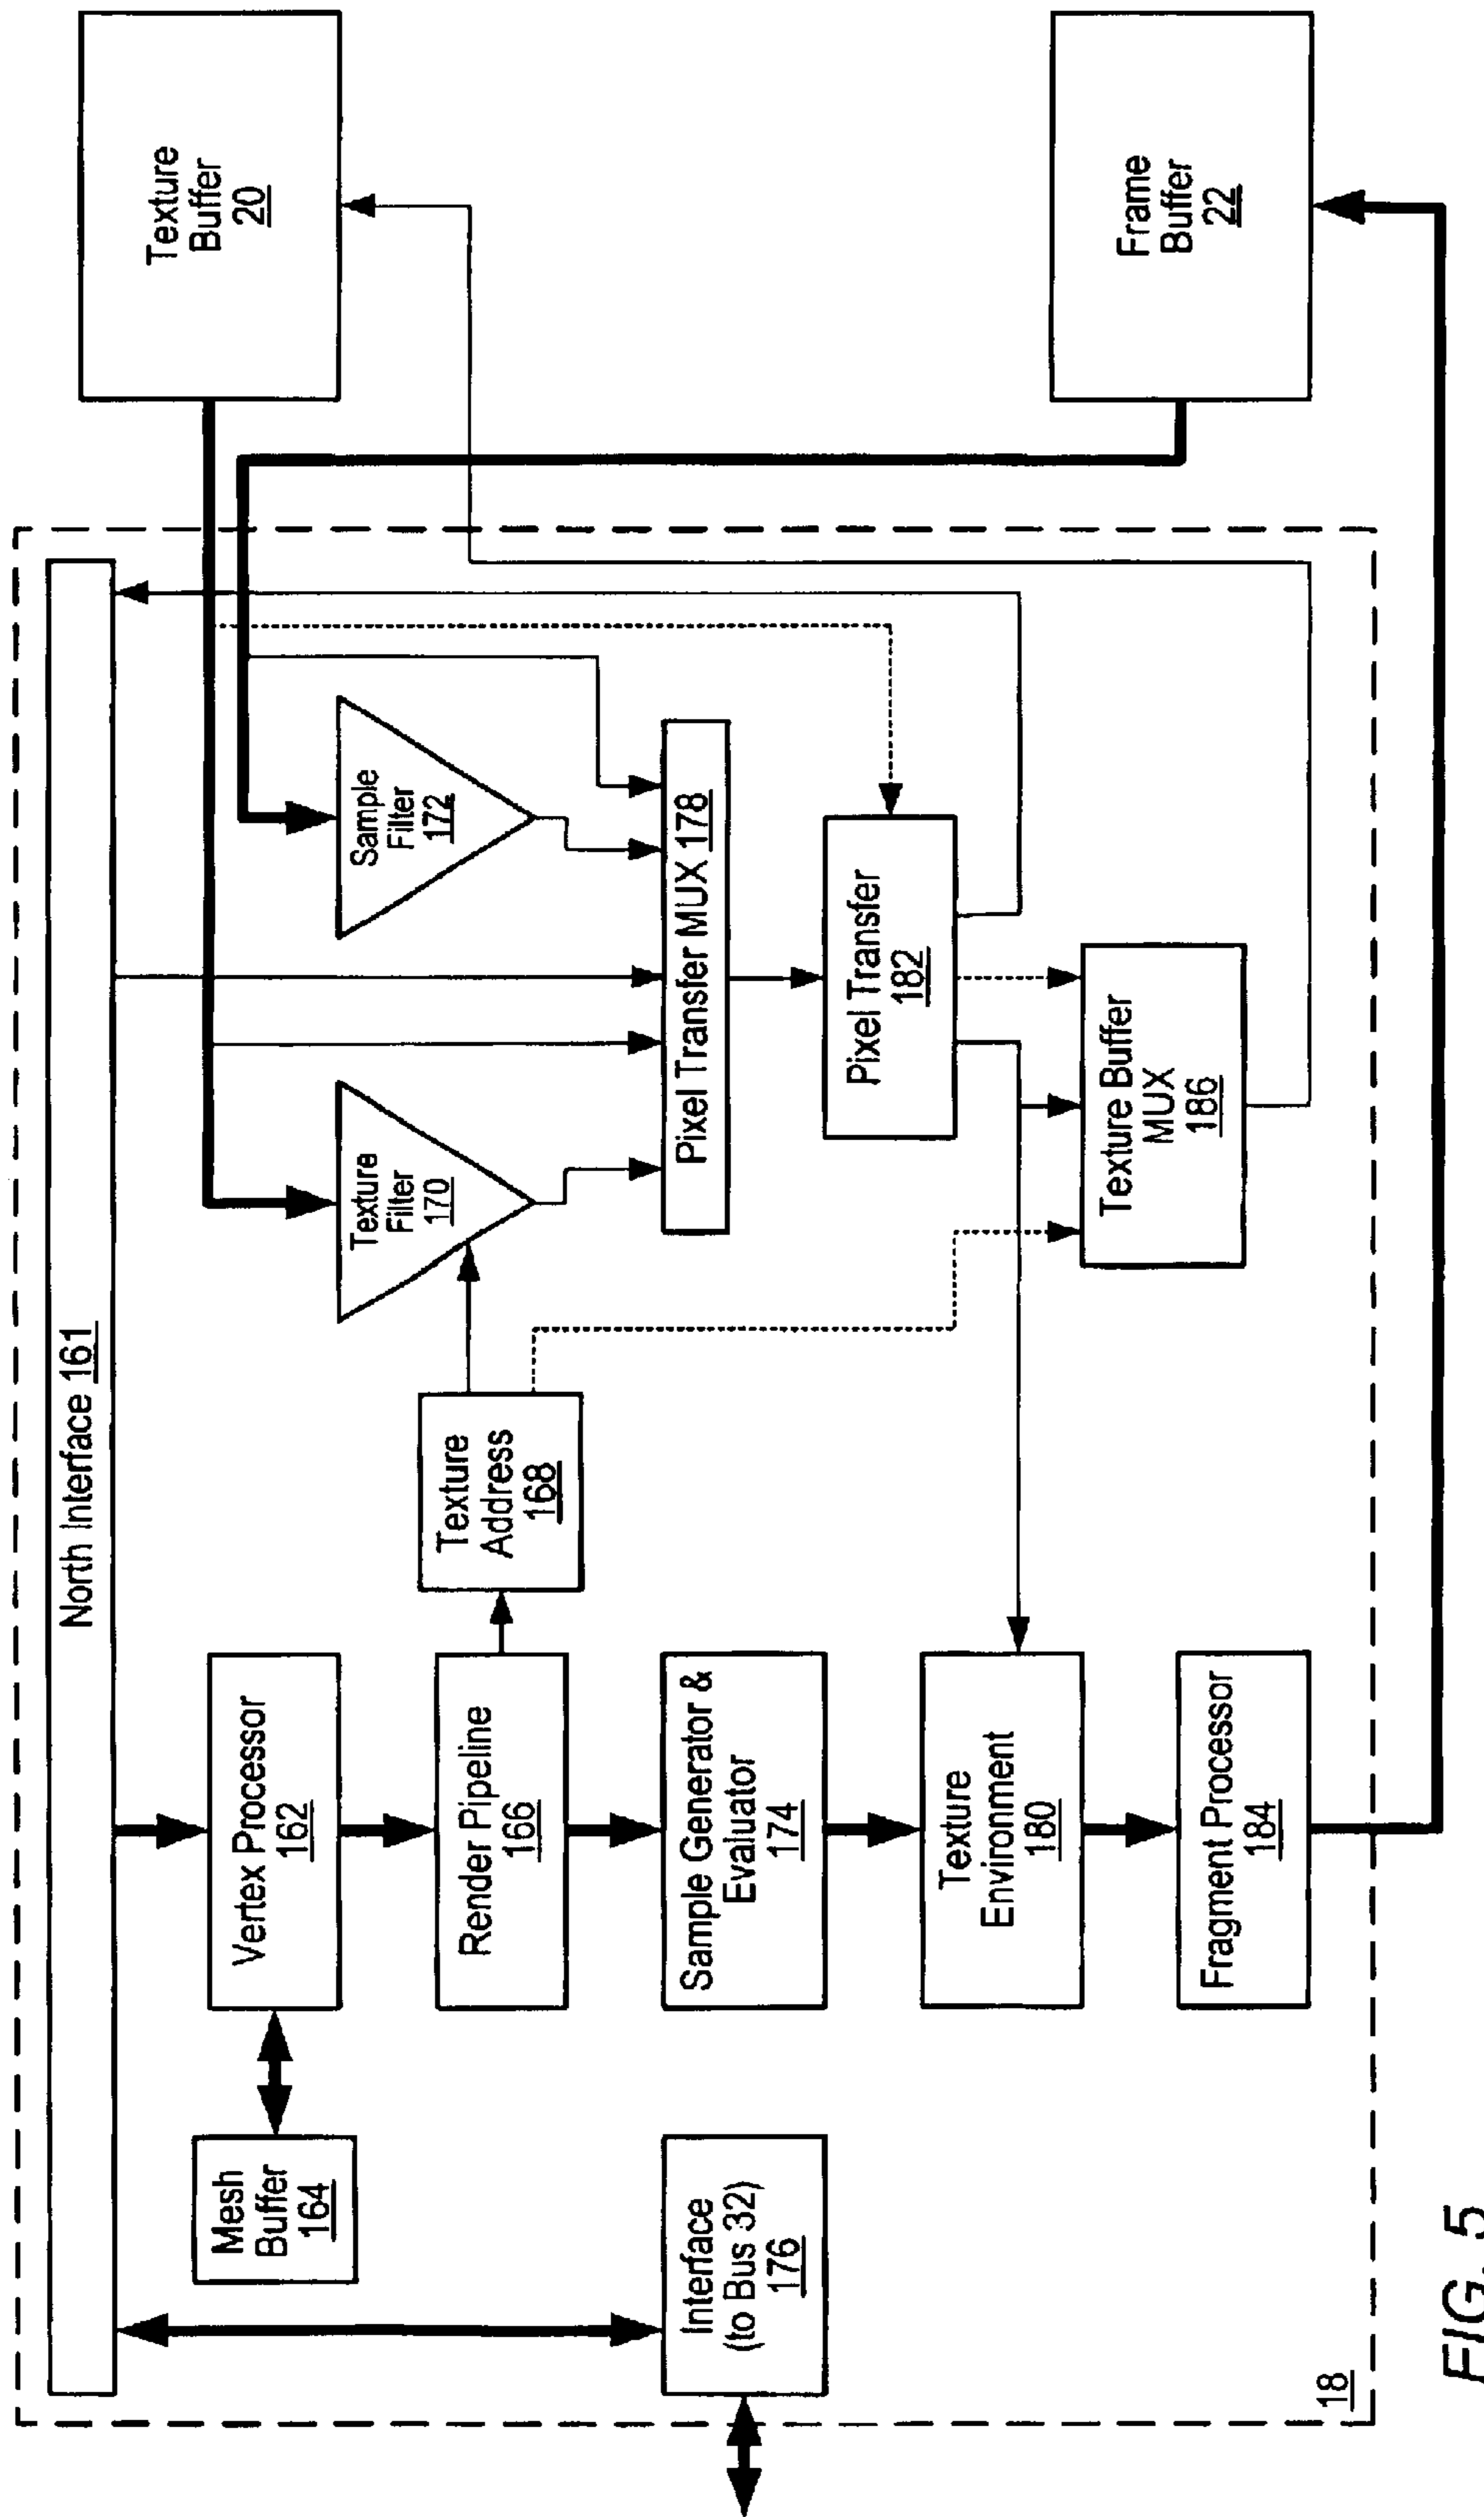 North Interface 161
Mesh
Buffer
164
Vertex Processor
162
Texture
Buffer
20
Render Pipeline
166
Texture
Address
168
Texture
Filter
170
Sample
Filter
172
Interface
(to Bus 32)
176
Sample Generator &
Evaluator
174
Pixel Transfer MUX 178
Texture
Environment
180
Pixel Transfer
182
Frame
Buffer
22
Fragment Processor
184
Texture Buffer
MUX
186
18
FIG. 5